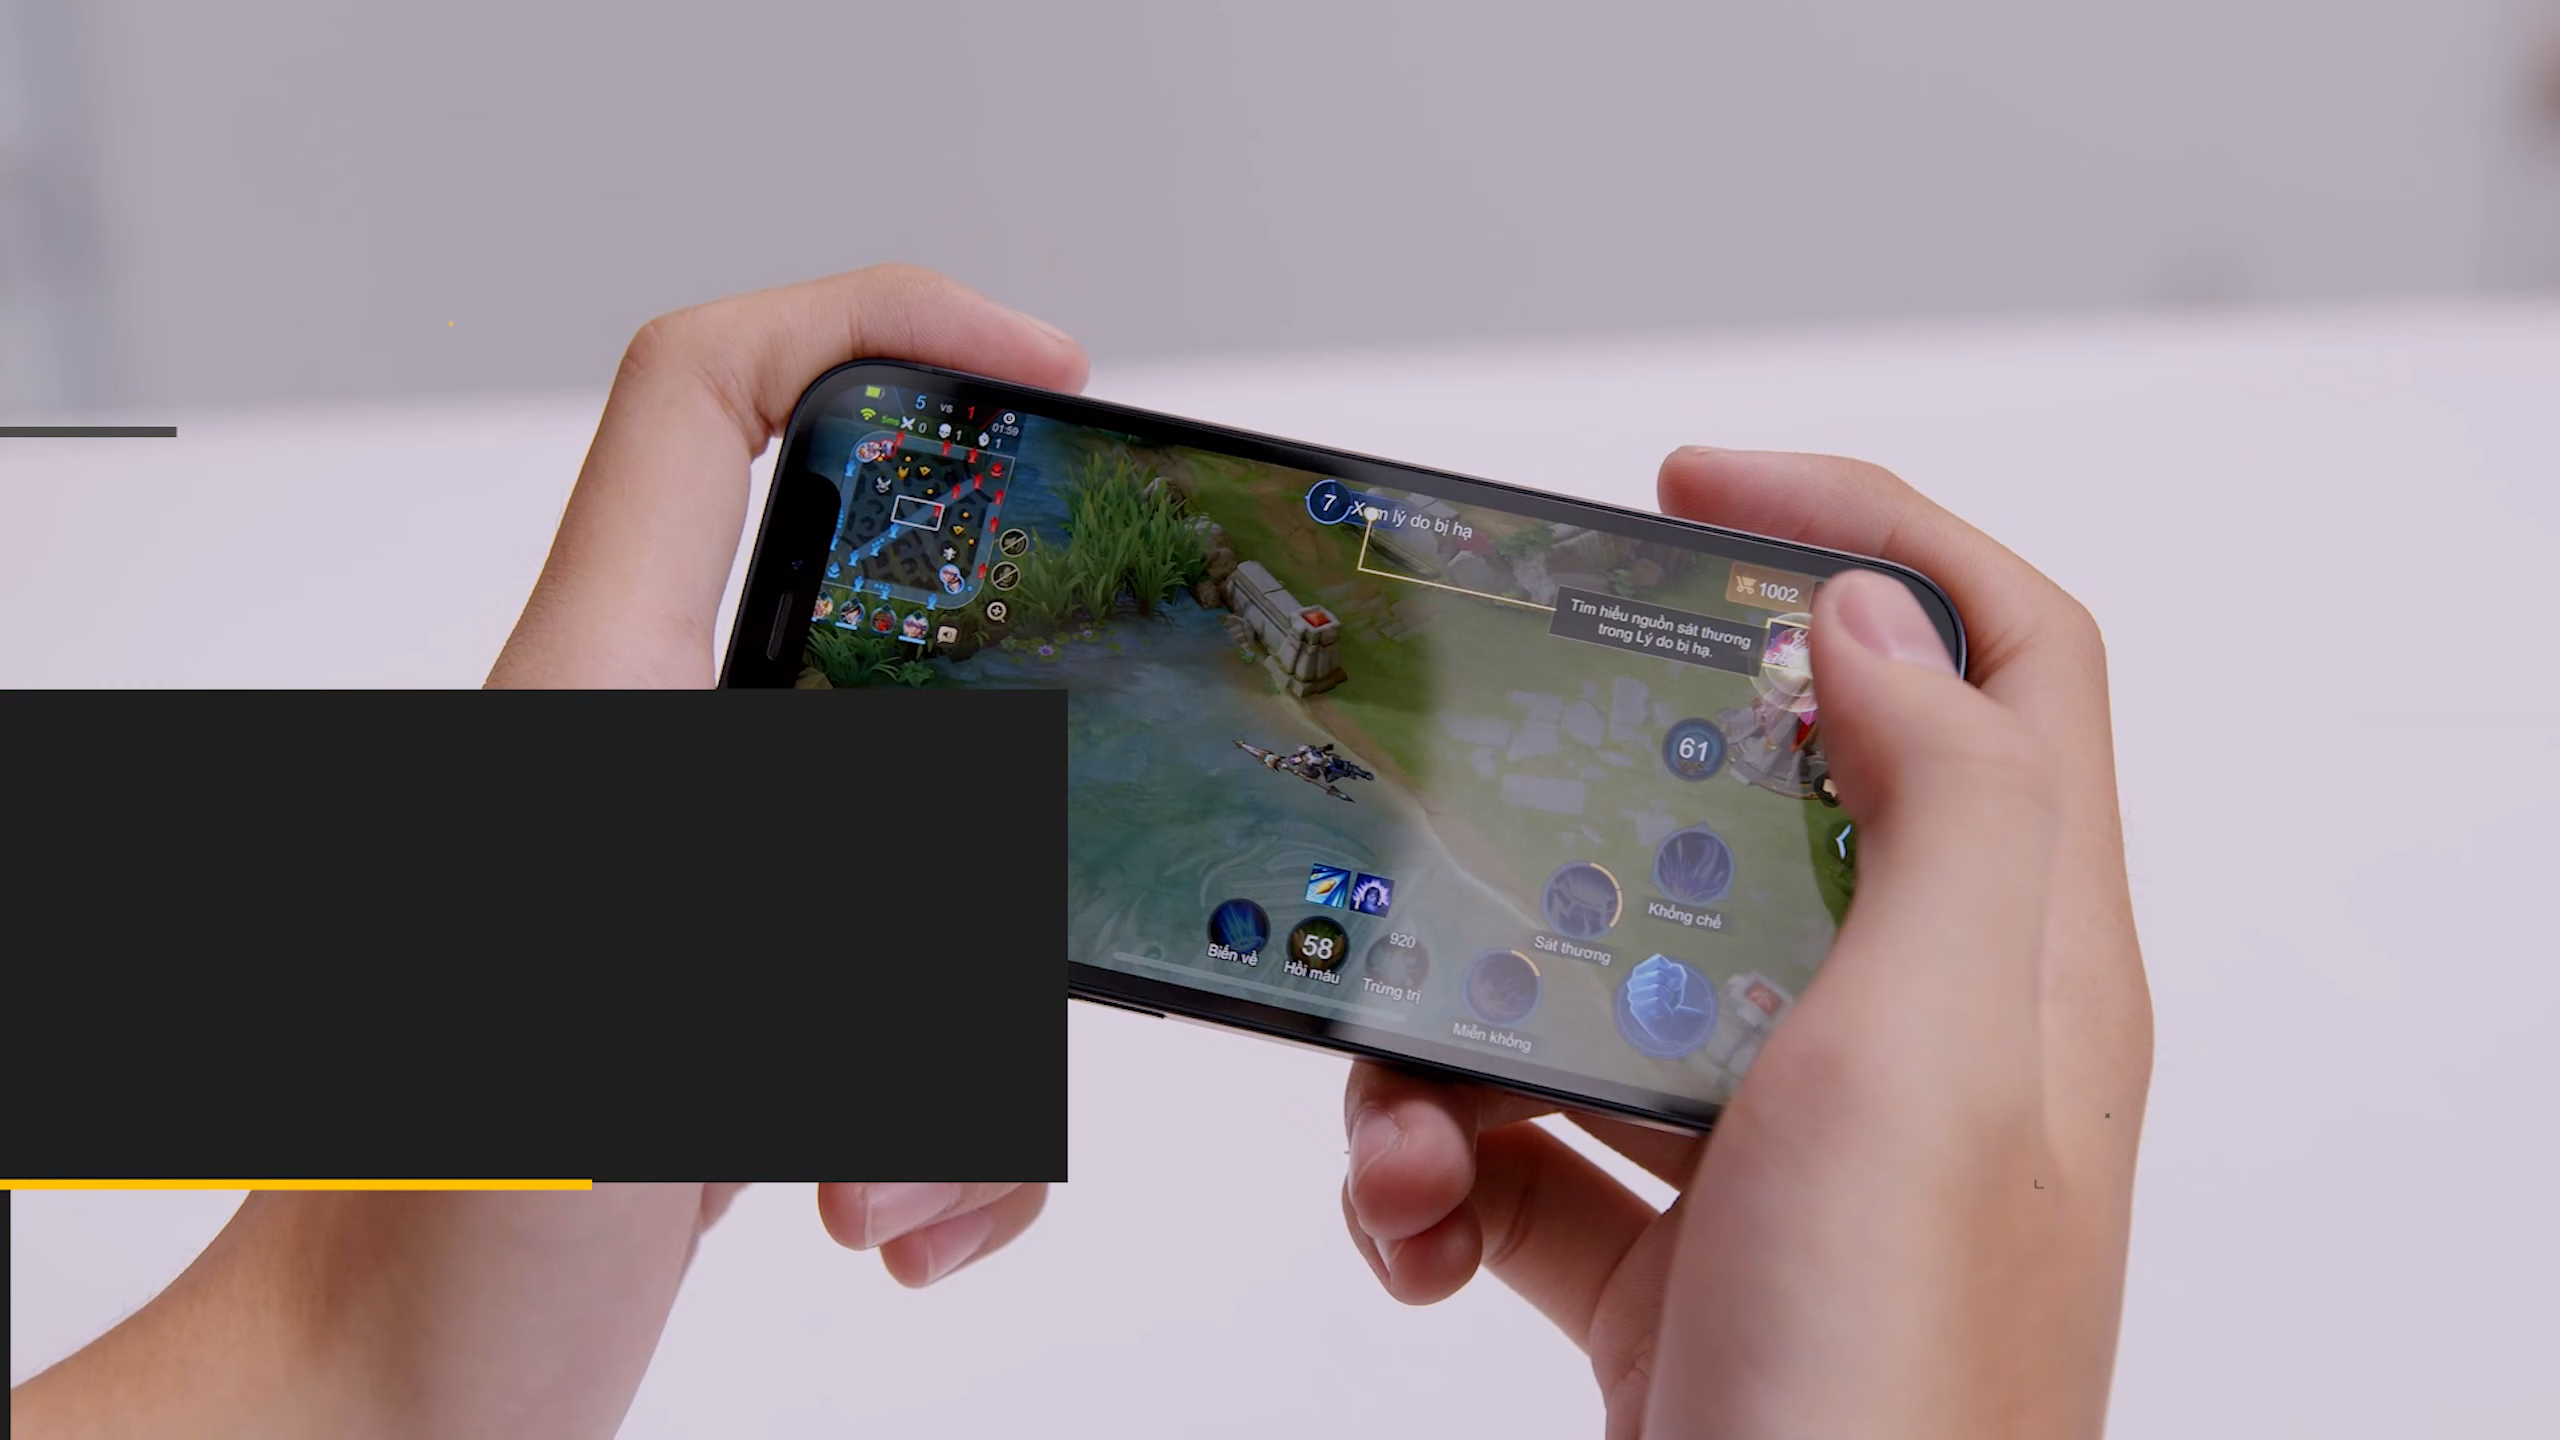 5 vs 1
5ms 0 1 1 01:59
7 Xem lý do bị hạ
1002
Tìm hiểu nguồn sát thương
trong Lý do bị hạ.
61
Khống chế
Sát thương
920
58
Biến về
Hồi máu
Trừng trị
Miễn khống